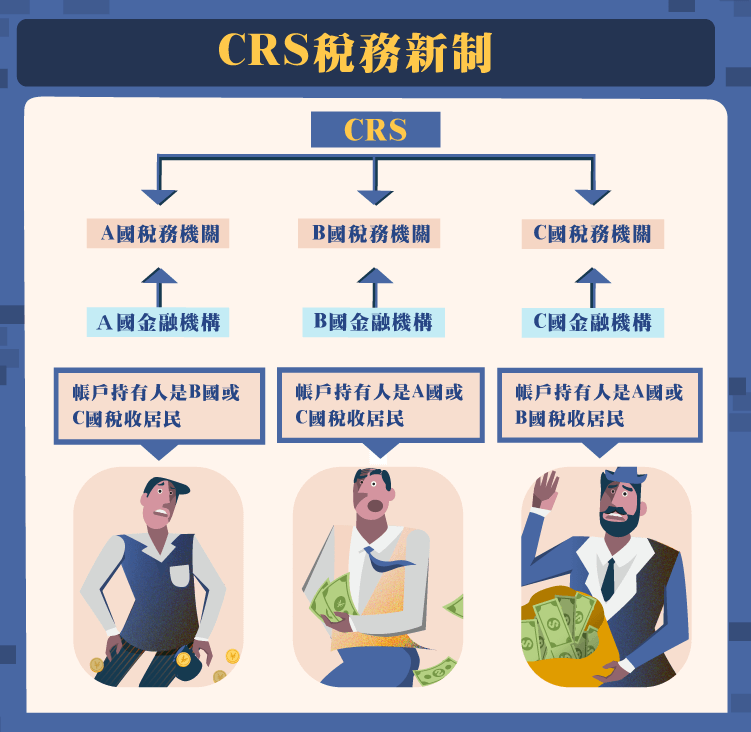 CRS稅務新制
CRS
A國稅務機關
B國稅務機關
C國稅務機關
A國金融機構
B國金融機構
C國金融機構
帳戶持有人是B國或
C國稅收居民
帳戶持有人是A國或
C國稅收居民
帳戶持有人是A國或
B國稅收居民